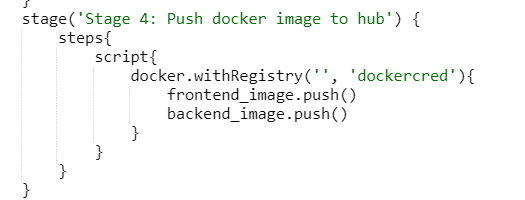 }
stage('Stage 4: Push docker image to hub') {
    steps{
        script{
            docker.withRegistry('', 'dockercred'){
                frontend_image.push()
                backend_image.push()
            }
        }
    }
}